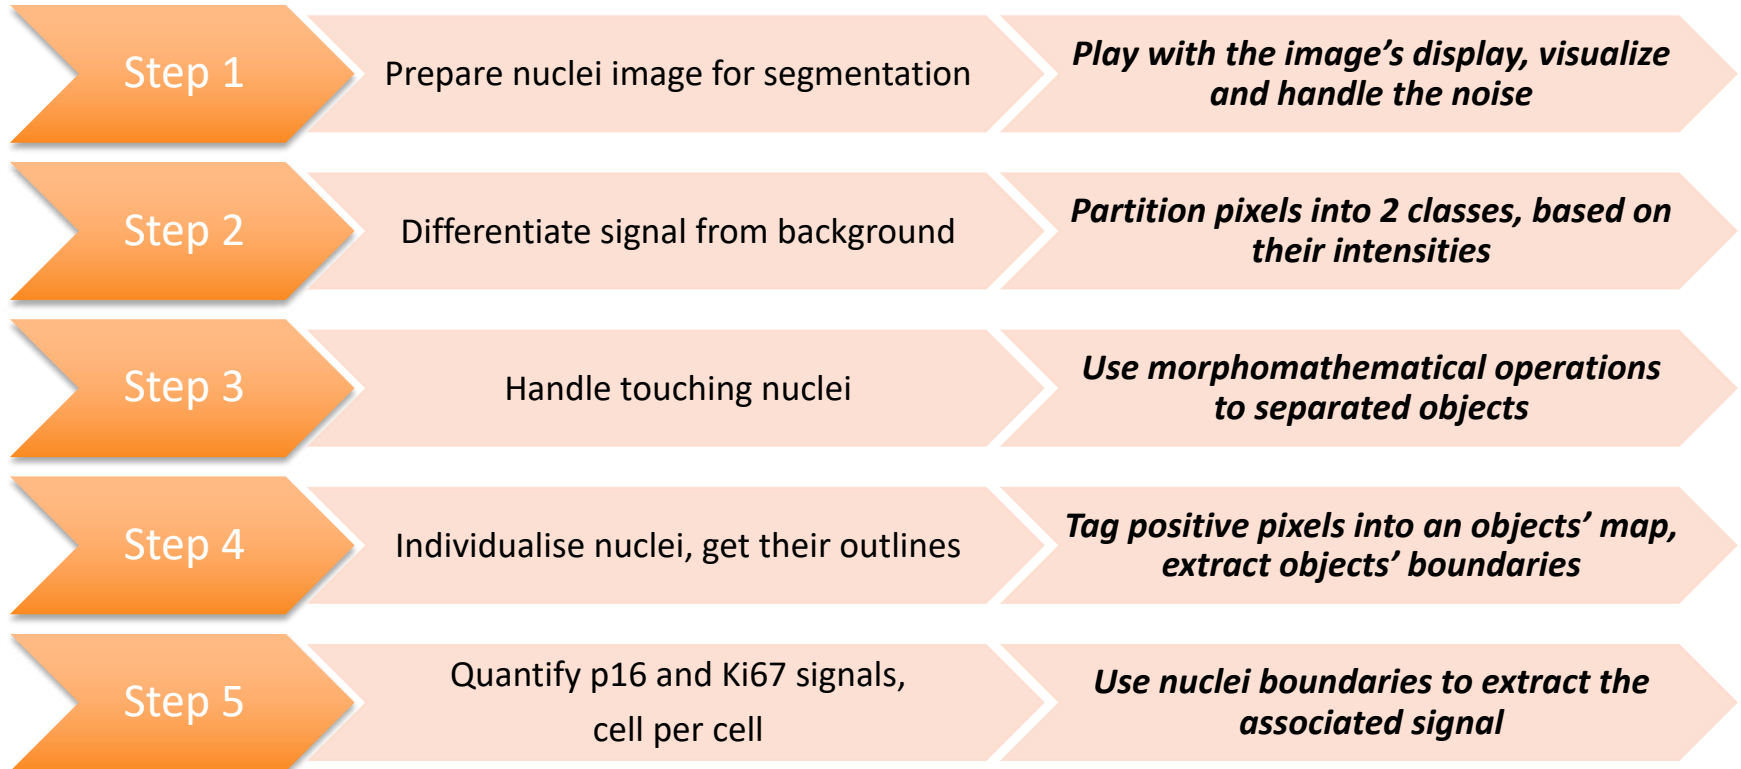 Step 1
Prepare nuclei image for segmentation
Play with the image’s display, visualize
and handle the noise
Step 2
Differentiate signal from background
Partition pixels into 2 classes, based on
their intensities
Step 3
Handle touching nuclei
Use morphomathematical operations
to separated objects
Step 4
Individualise nuclei, get their outlines
Tag positive pixels into an objects’ map,
extract objects’ boundaries
Step 5
Quantify p16 and Ki67 signals,
cell per cell
Use nuclei boundaries to extract the
associated signal